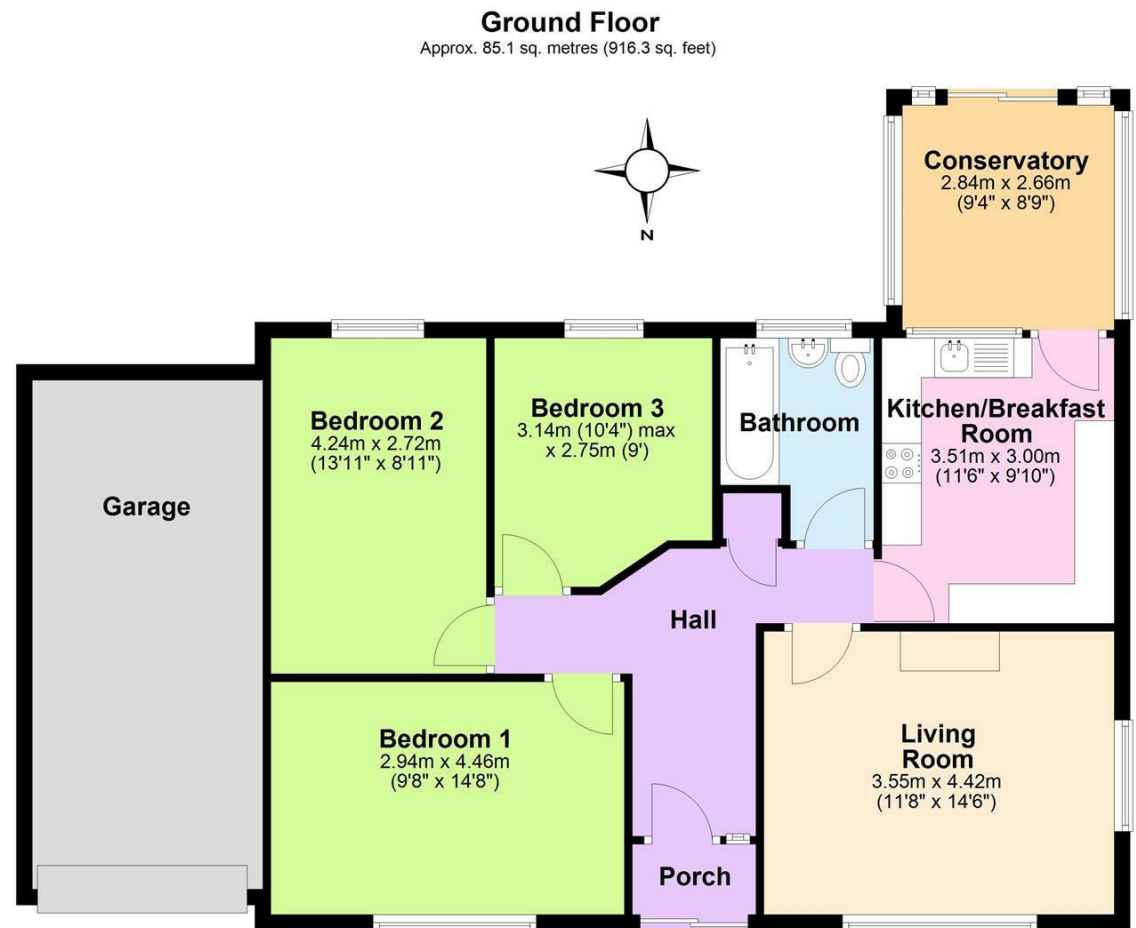 Ground Floor
Approx. 85.1 sq. metres (916.3 sq. feet)
N
Conservatory
2.84m x 2.66m
(9'4" x 8'9")
Bedroom 2
4.24m x 2.72m
(13'11" x 8'11")
Bedroom 3
3.14m (10'4") max
x 2.75m (9')
Bathroom
Kitchen/Breakfast
Room
3.51m x 3.00m
(11'6" x 9'10")
Garage
Hall
Bedroom 1
2.94m x 4.46m
(9'8" x 14'8")
Living
Room
3.55m x 4.42m
(11'8" x 14'6")
Porch